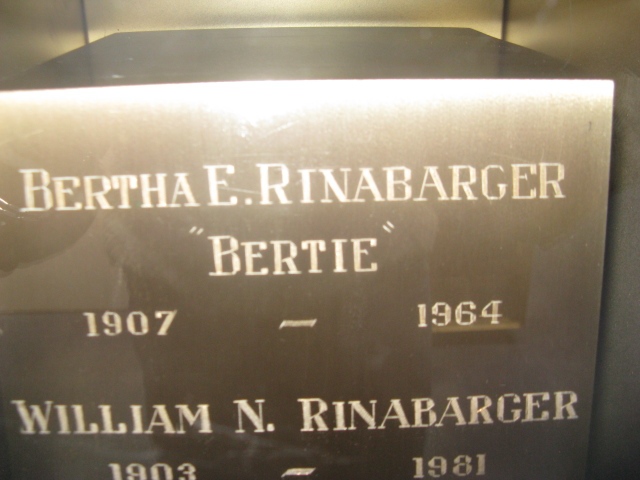 BERTHA E. RINABARGER
"BERTIE"
1907 – 1964
WILLIAM N. RINABARGER
1903 – 1981